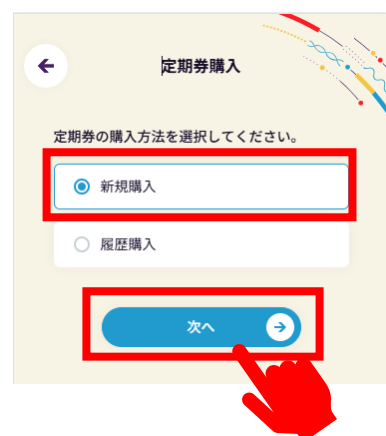 定期券購入
定期券の購入方法を選択してください。
新規購入
履歴購入
次へ